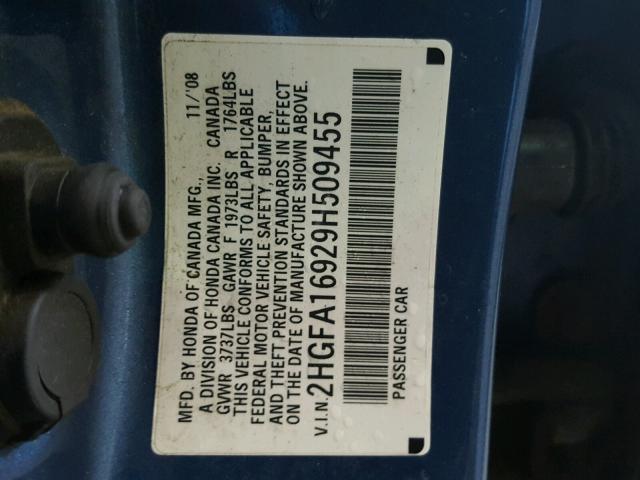 MFD. BY HONDA OF CANADA MFG., 11/'08
A DIVISION OF HONDA CANADA INC. CANADA
GVWR 3737LBS GAWR F 1973LBS R 1764LBS
THIS VEHICLE CONFORMS TO ALL APPLICABLE
FEDERAL MOTOR VEHICLE SAFETY, BUMPER,
AND THEFT PREVENTION STANDARDS IN EFFECT
ON THE DATE OF MANUFACTURE SHOWN ABOVE.
V.I.N. 2HGFA16929H509455
PASSENGER CAR